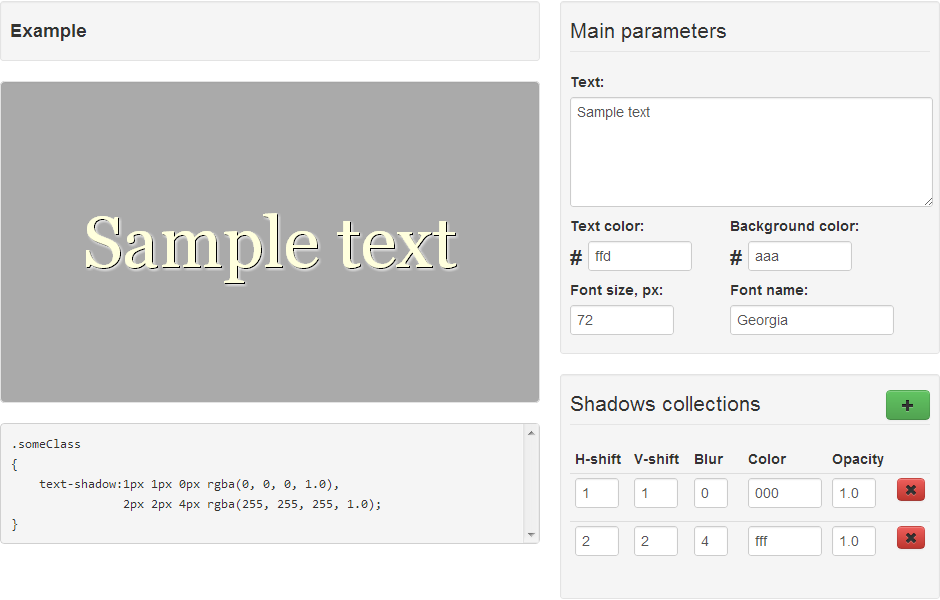 Example
Sample text
.someClass
{
    text-shadow:1px 1px 0px rgba(0, 0, 0, 1.0),
                2px 2px 4px rgba(255, 255, 255, 1.0);
}
Main parameters
Text:
Sample text
Text color: Background color:
# ffd # aaa
Font size, px: Font name:
72 Georgia
Shadows collections +
H-shift V-shift Blur Color Opacity
1 1 0 000 1.0 ✖
2 2 4 fff 1.0 ✖